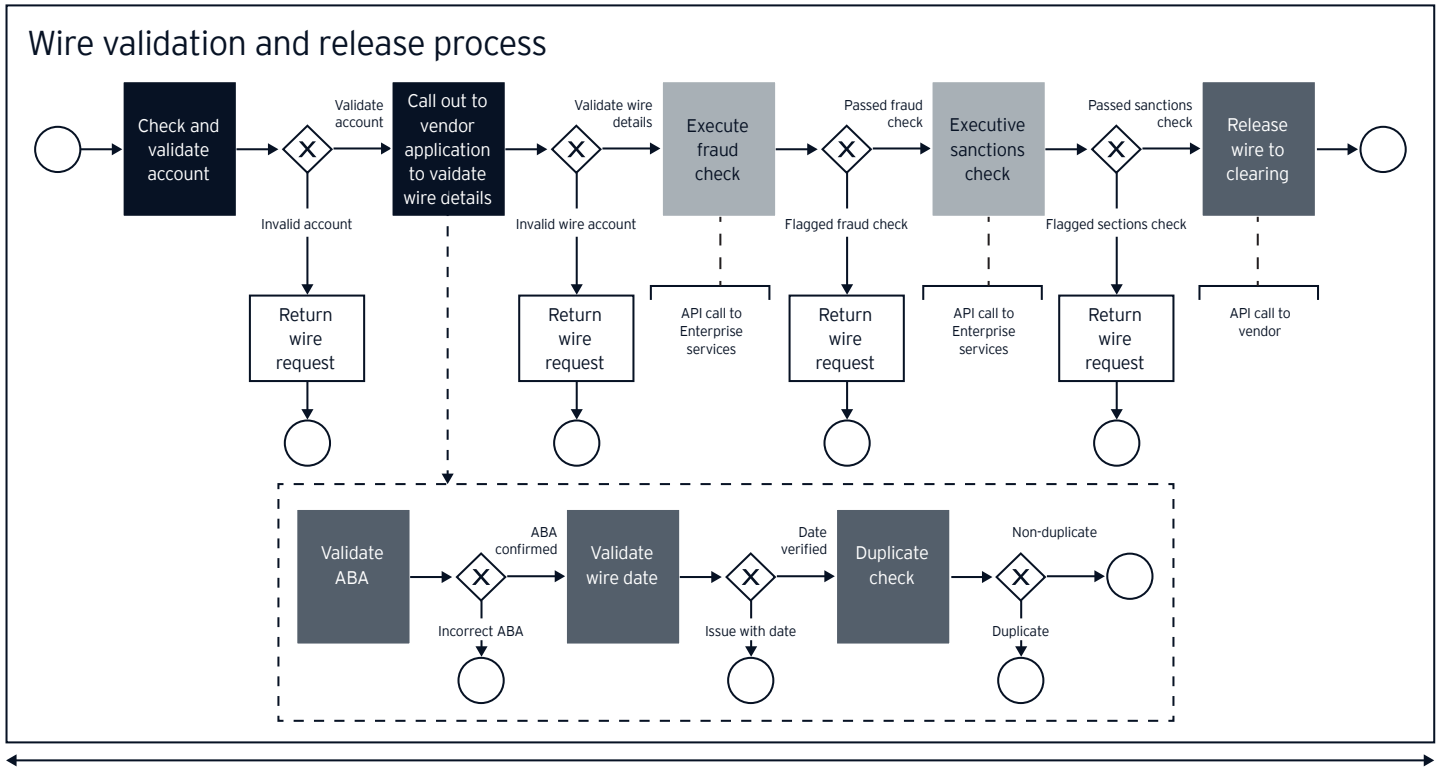 Wire validation and release process
Check and
validate
account
X
Validate
account
Call out to
vendor
application
to vaidate
wire details
X
Validate wire
details
Execute
fraud
check
X
Passed fraud
check
Executive
sanctions
check
X
Passed sanctions
check
Release
wire to
clearing
Invalid account
Invalid wire account
Flagged fraud check
Flagged sections check
Return
wire
request
Return
wire
request
API call to
Enterprise
services
Return
wire
request
API call to
Enterprise
services
Return
wire
request
API call to
vendor
Validate
ABA
X
ABA
confirmed
Validate
wire date
X
Date
verified
Duplicate
check
X
Non-duplicate
Incorrect ABA
Issue with date
Duplicate